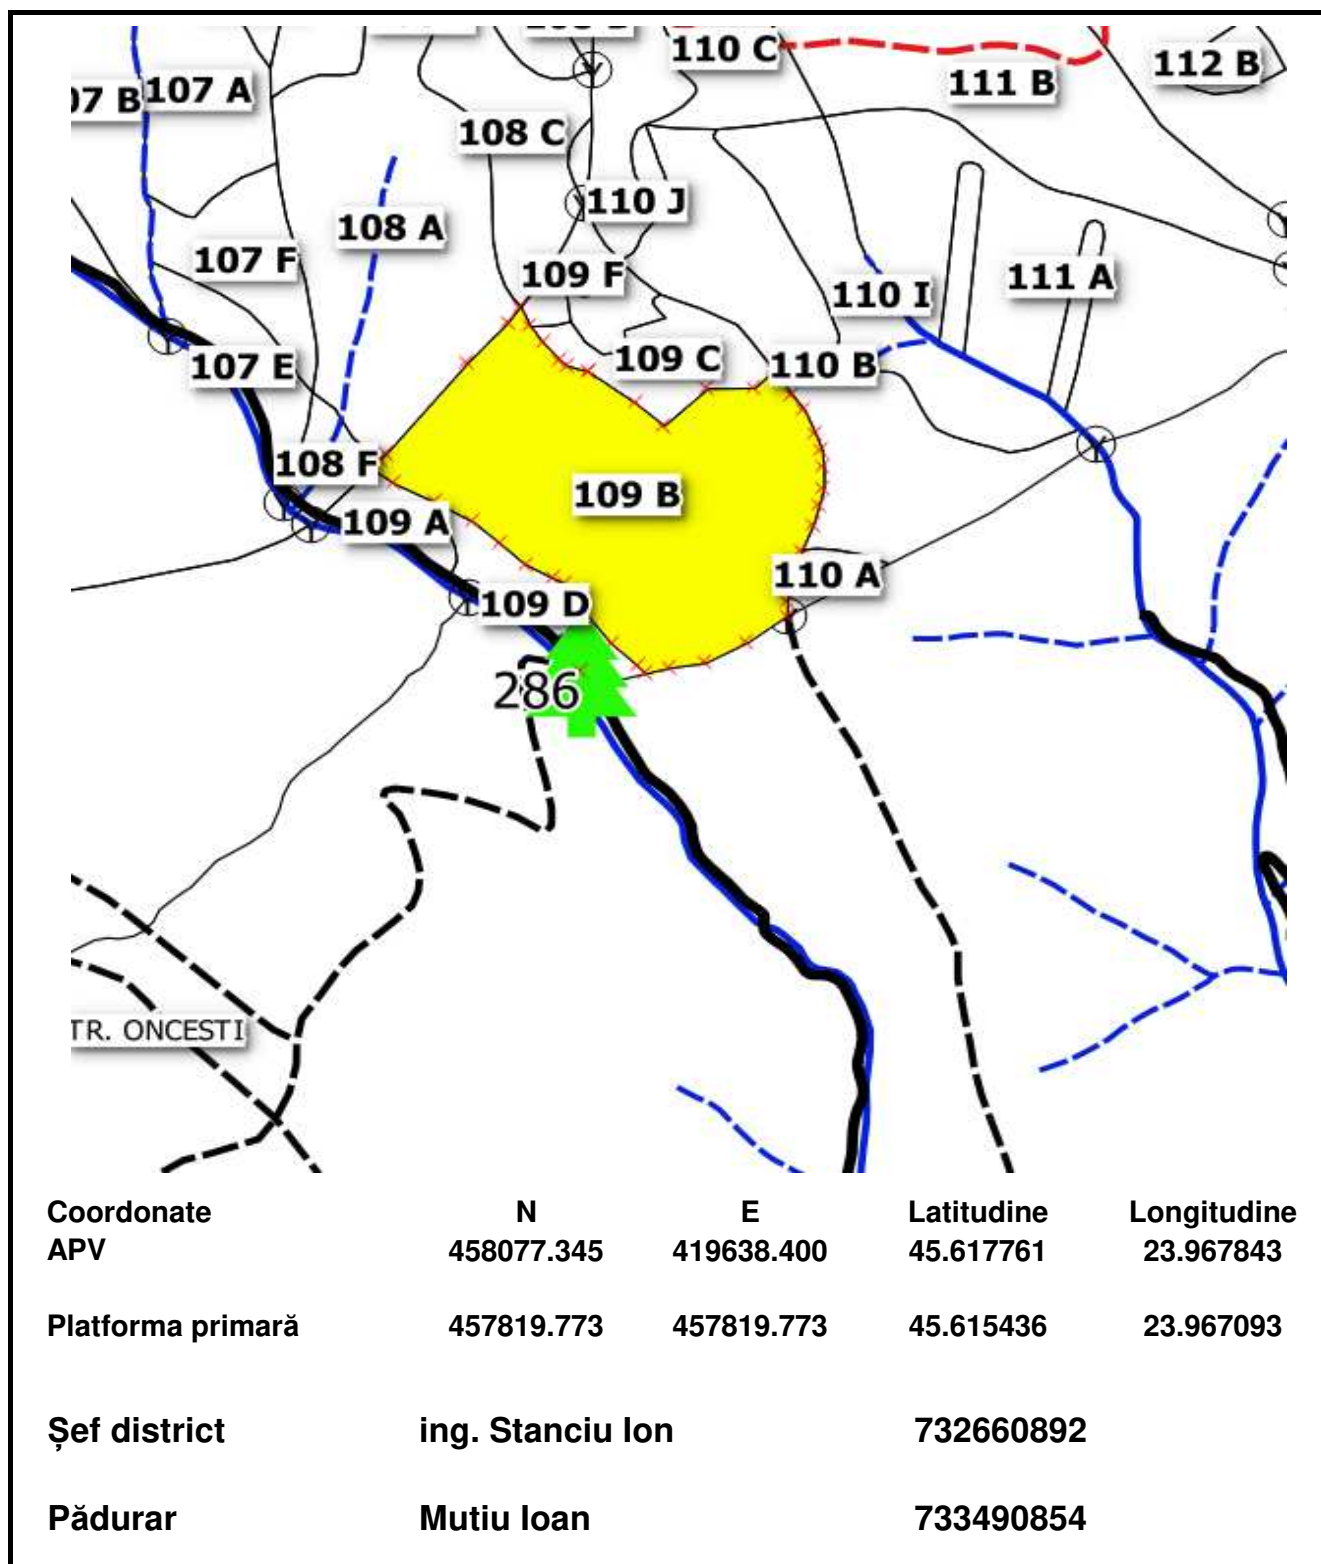 110 C
111 B
112 B
07 B
107 A
108 C
110 J
108 A
107 F
109 F
110 I
111 A
107 E
109 C
110 B
108 F
109 B
109 A
110 A
109 D
286
TR. ONCESTI
Coordonate N E Latitudine Longitudine
APV 458077.345 419638.400 45.617761 23.967843
Platforma primară 457819.773 457819.773 45.615436 23.967093
Șef district ing. Stanciu Ion 732660892
Pădurar Mutiu Ioan 733490854